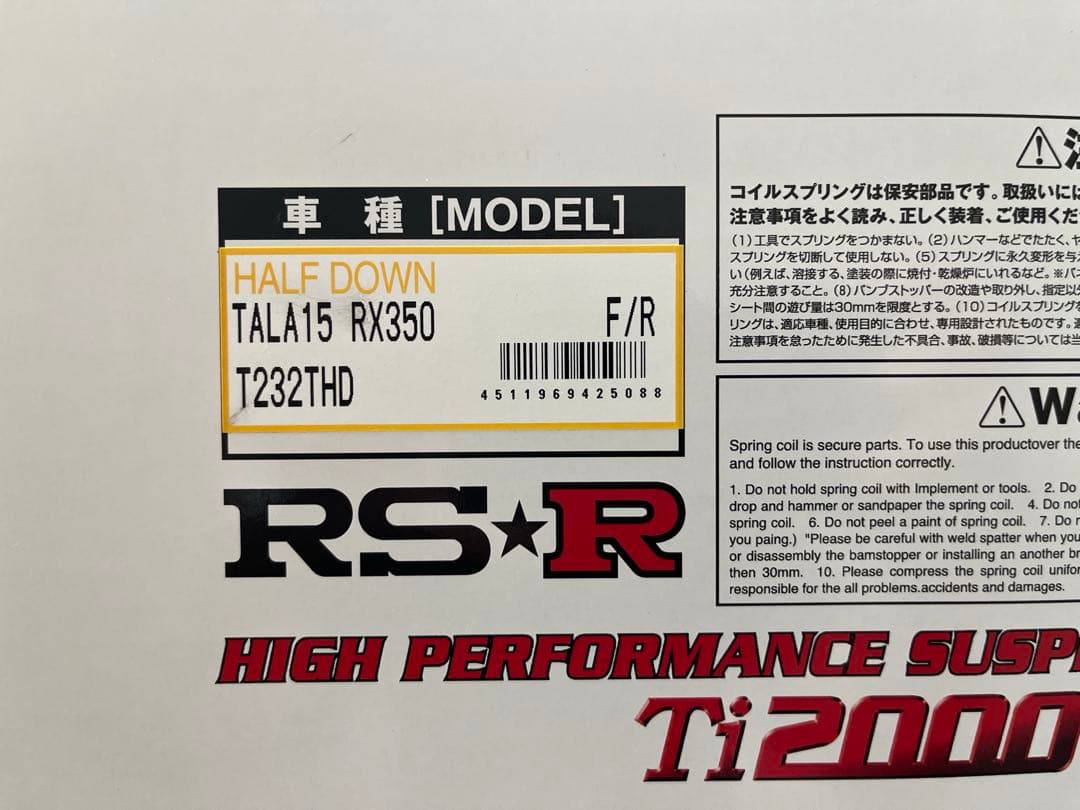 車 種 [MODEL]
HALF DOWN
TALA15 RX350 F/R
T232THD
4511969425088
RS★R
HIGH PERFORMANCE SUSP
Ti2000
コイルスプリングは保安部品です。取扱いには
注意事項をよく読み、正しく装着、ご使用くだ
(1)工具でスプリングをつかまない。(2)ハンマーなどでたたく、ヤ
スプリングを切断して使用しない。(5)スプリングに永久変形を与え
い(例えば、溶接する、塗装の際に焼付・乾燥炉にいれるなど。※バネ
充分注意すること。(8)バンプストッパーの改造や取り外し、指定以外
シート間の遊び量は30mmを限度とする。(10)コイルスプリングを
リングは、適応車種、使用目的に合わせ、専用設計されたものです。
注意事項を怠ったために発生した不具合、事故、破損等については当
Wa
Spring coil is secure parts. To use this productover the
and follow the instruction correctly.
1. Do not hold spring coil with Implement or tools. 2. Do
drop and hammer or sandpaper the spring coil. 4. Do not
spring coil. 6. Do not peel a paint of spring coil. 7. Do n
you paing.) "Please be careful with weld spatter when you
or disassembly the bamstopper or installing an another br
then 30mm. 10. Please compress the spring coil unifor
responsible for the all problems.accidents and damages.